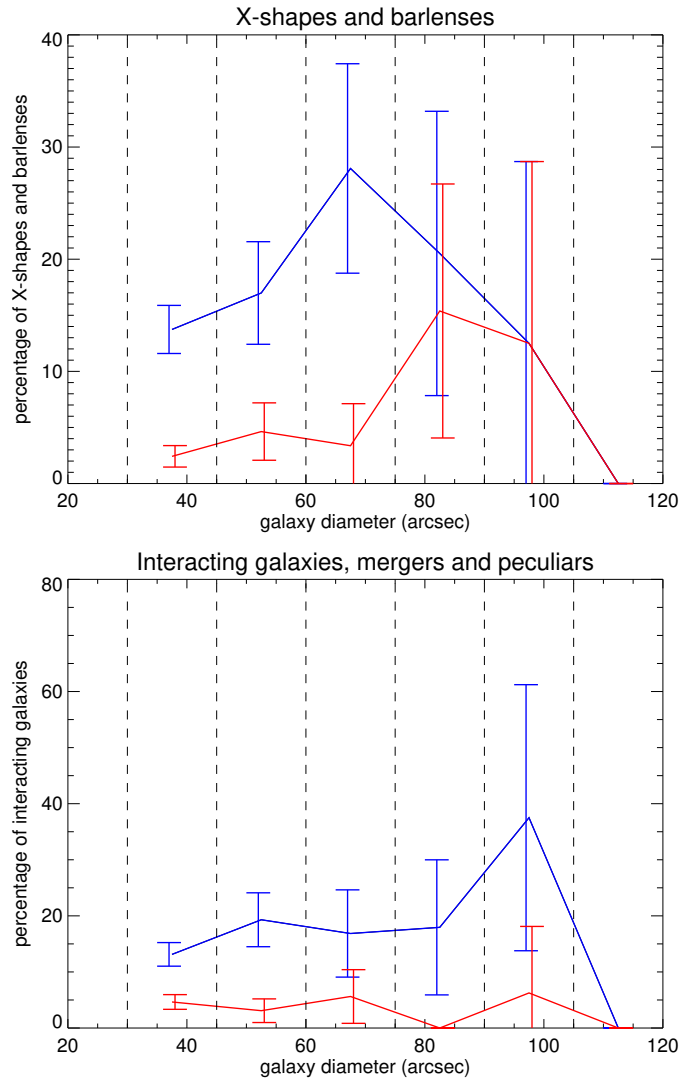 X-shapes and barlenses
percentage of X-shapes and barlenses
40
30
20
10
0
20 40 60 80 100 120
galaxy diameter (arcsec)
Interacting galaxies, mergers and peculiars
percentage of interacting galaxies
80
60
40
20
0
20 40 60 80 100 120
galaxy diameter (arcsec)